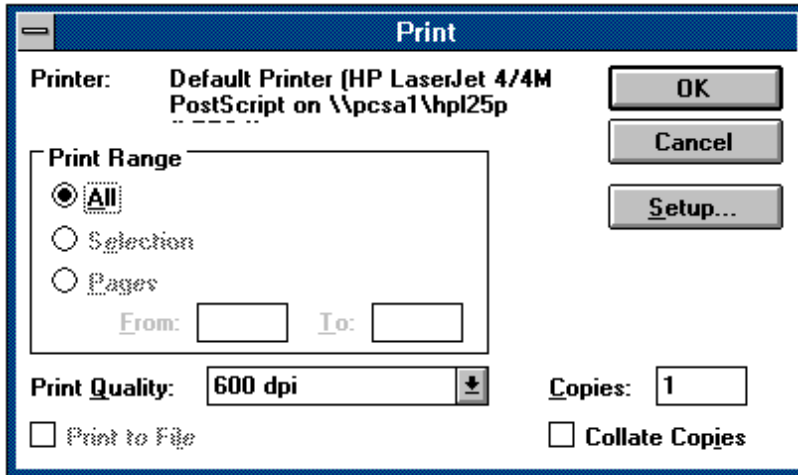 Print
Printer: Default Printer (HP LaserJet 4/4M
PostScript on \\pcsa1\hpl25p
OK
Cancel
Setup...
Print Range
All
Selection
Pages
From: To:
Print Quality: 600 dpi
Copies: 1
Print to File
Collate Copies